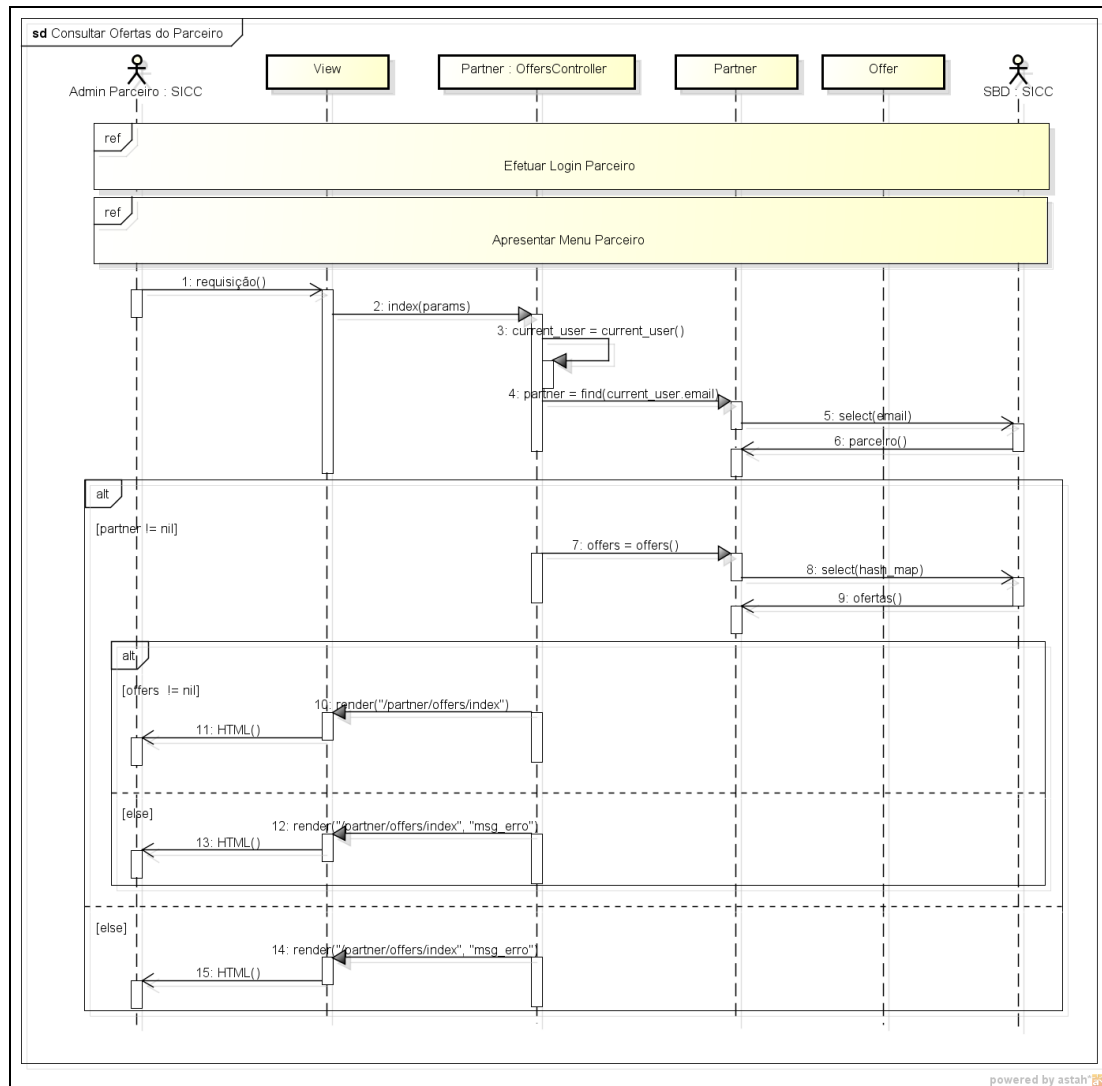 sd Consultar Ofertas do Parceiro
Admin Parceiro : SICC
View
Partner : OffersController
Partner
Offer
SBD : SICC
ref
Efetuar Login Parceiro
ref
Apresentar Menu Parceiro
1: requisição()
2: index(params)
3: current_user = current_user()
4: partner = find(current_user.email)
5: select(email)
6: parceiro()
alt
[partner != nil]
7: offers = offers()
8: select(hash_map)
9: ofertas()
alt
[offers != nil]
10: render("/partner/offers/index")
11: HTML()
[else]
12: render("/partner/offers/index", "msg_erro")
13: HTML()
[else]
14: render("/partner/offers/index", "msg_erro")
15: HTML()
powered by astah*